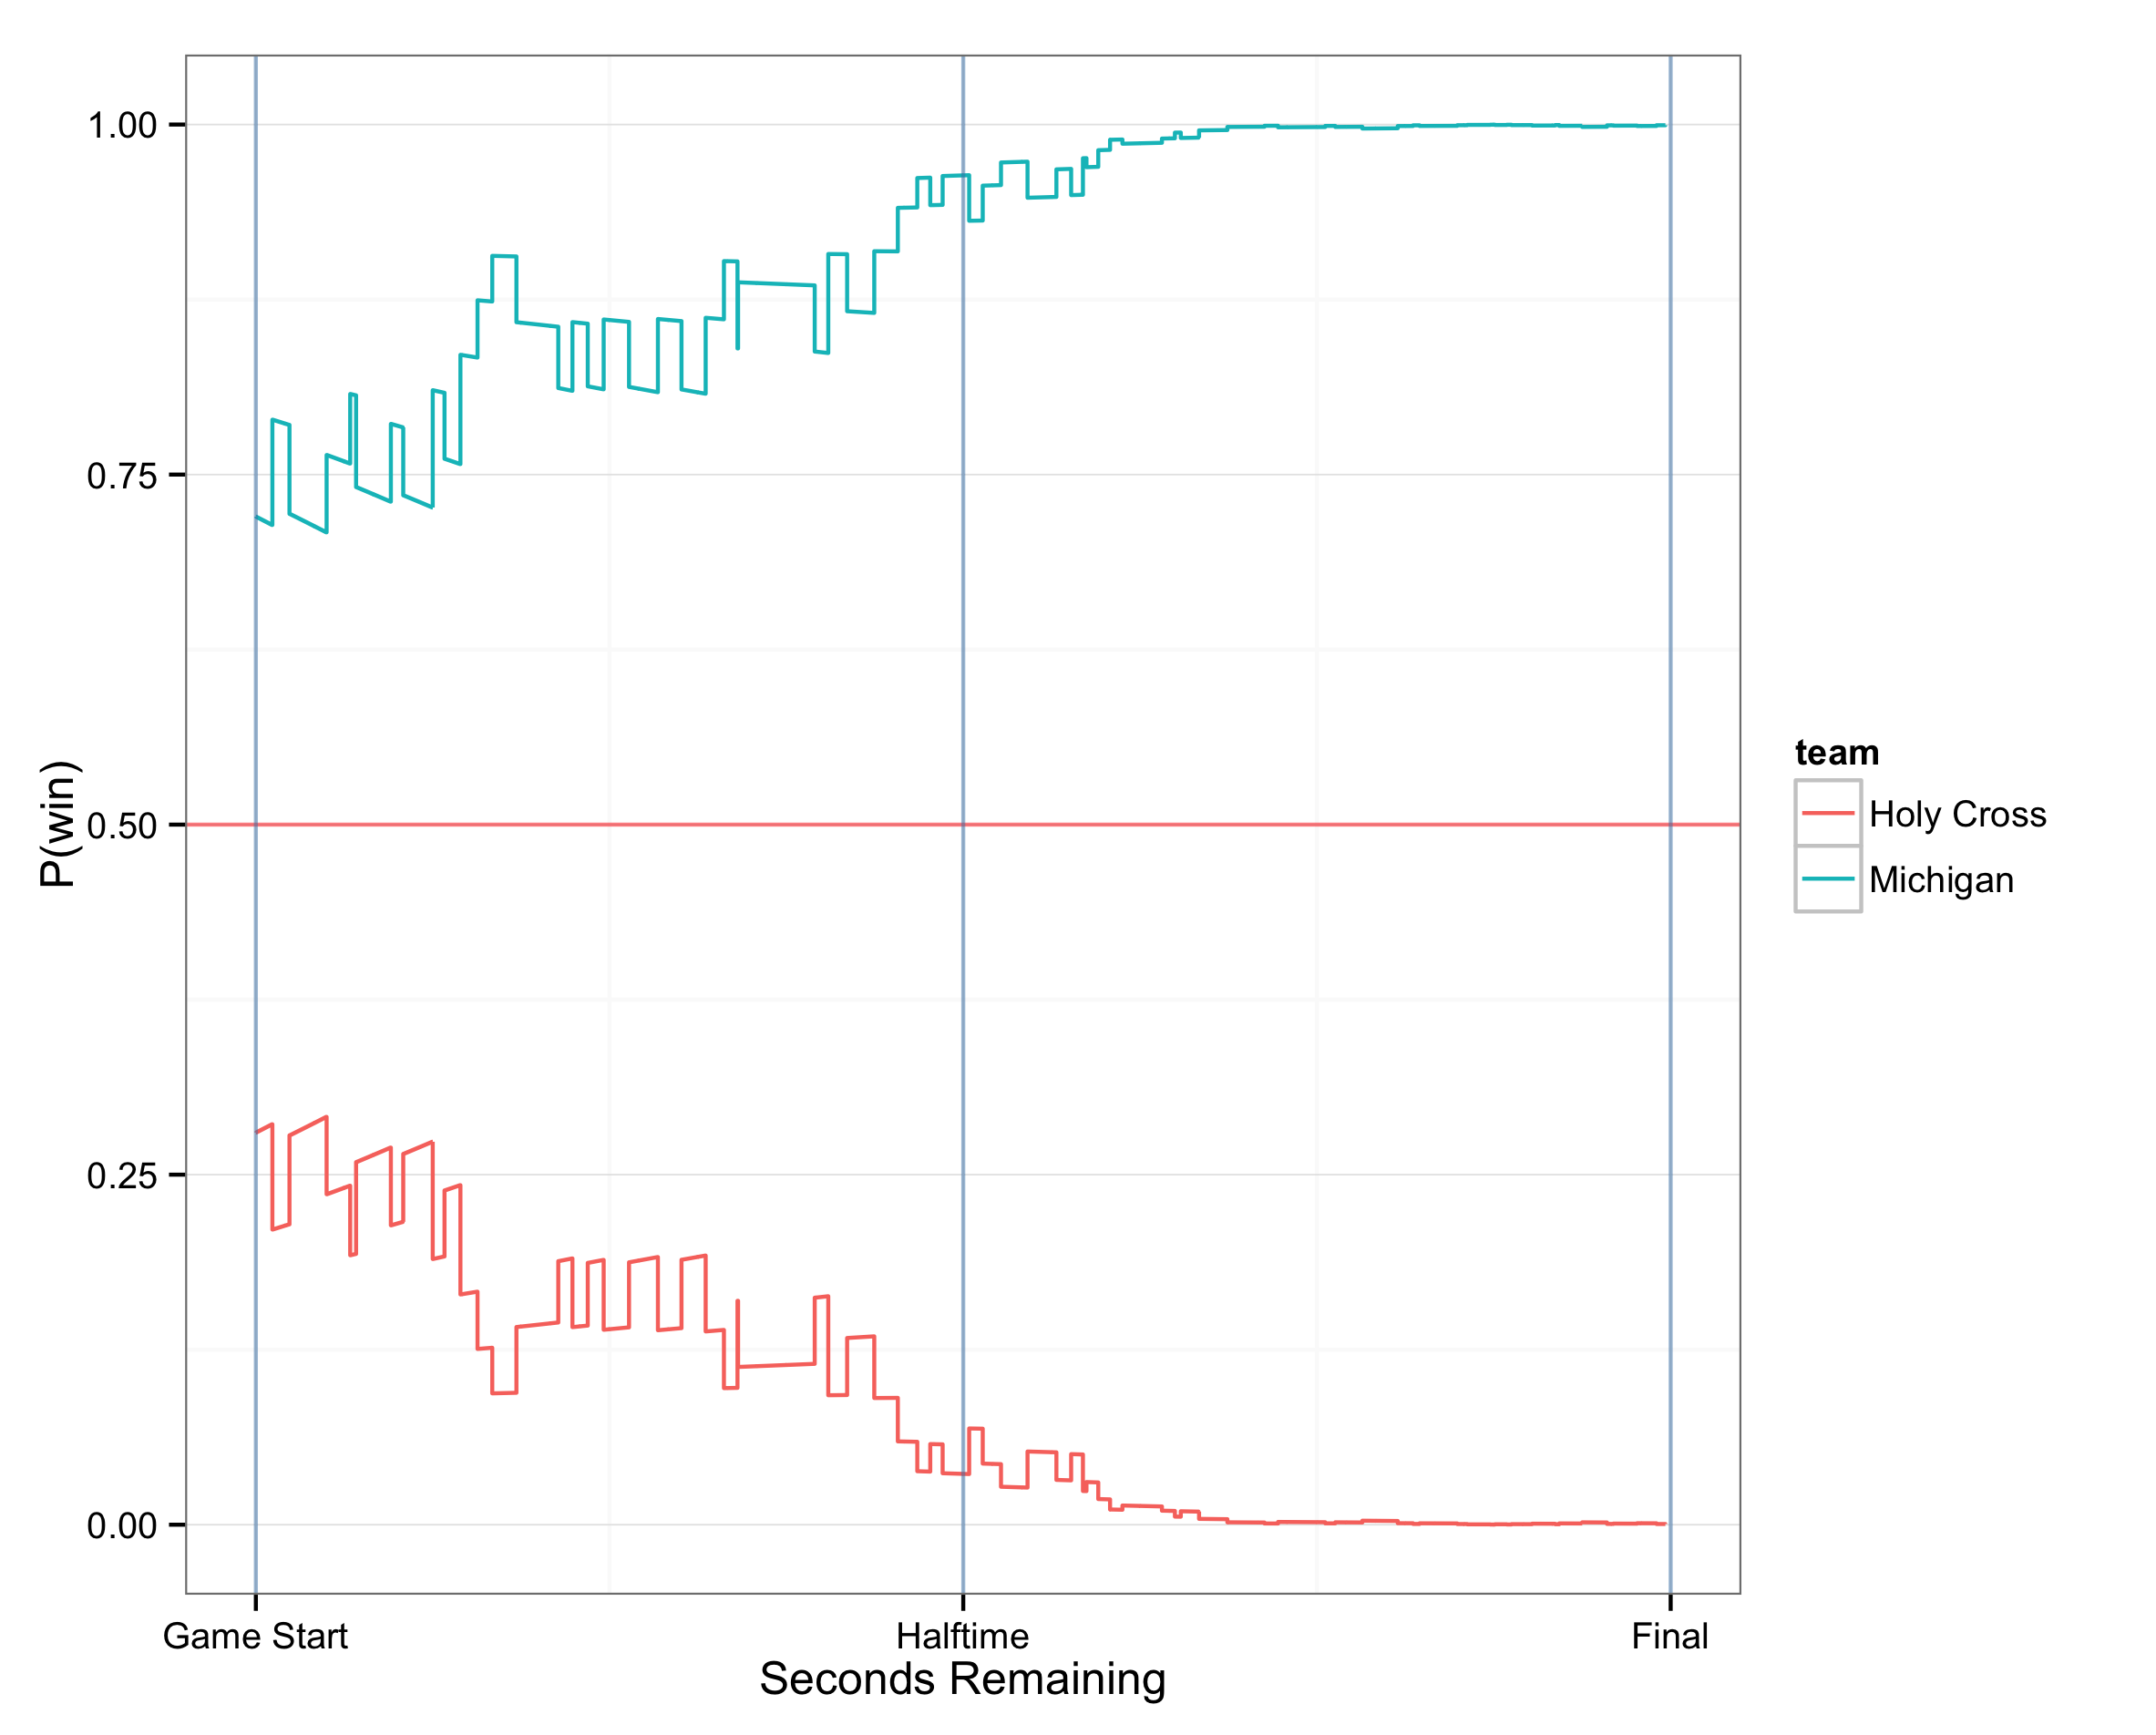 1.00
0.75
0.50
0.25
0.00
P(win)
Game Start
Halftime
Final
Seconds Remaining
team
Holy Cross
Michigan